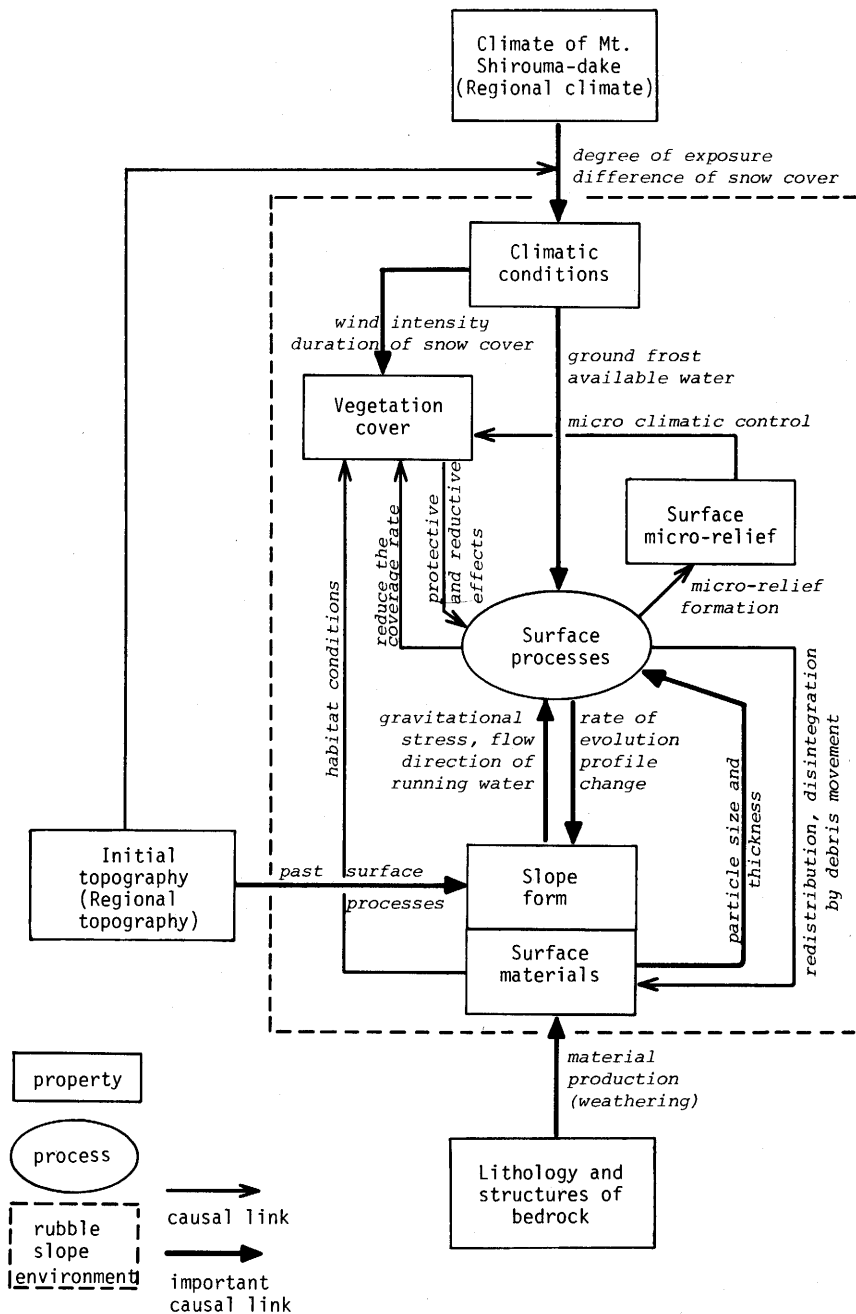 Climate of Mt.
Shirouma-dake
(Regional climate)
degree of exposure
difference of snow cover
Climatic
conditions
wind intensity
duration of snow cover
ground frost
available water
Vegetation
cover
micro climatic control
Surface
micro-relief
micro-relief
formation
habitat conditions
reduce the
coverage rate
protective
and reductive
effects
Surface
processes
gravitational
stress, flow
direction of
running water
rate of
evolution
profile
change
particle size and
thickness
redistribution, disintegration
by debris movement
Initial
topography
(Regional
topography)
past surface
processes
Slope
form
Surface
materials
material
production
(weathering)
Lithology and
structures of
bedrock
property
process
rubble
slope
environment
causal link
important
causal link